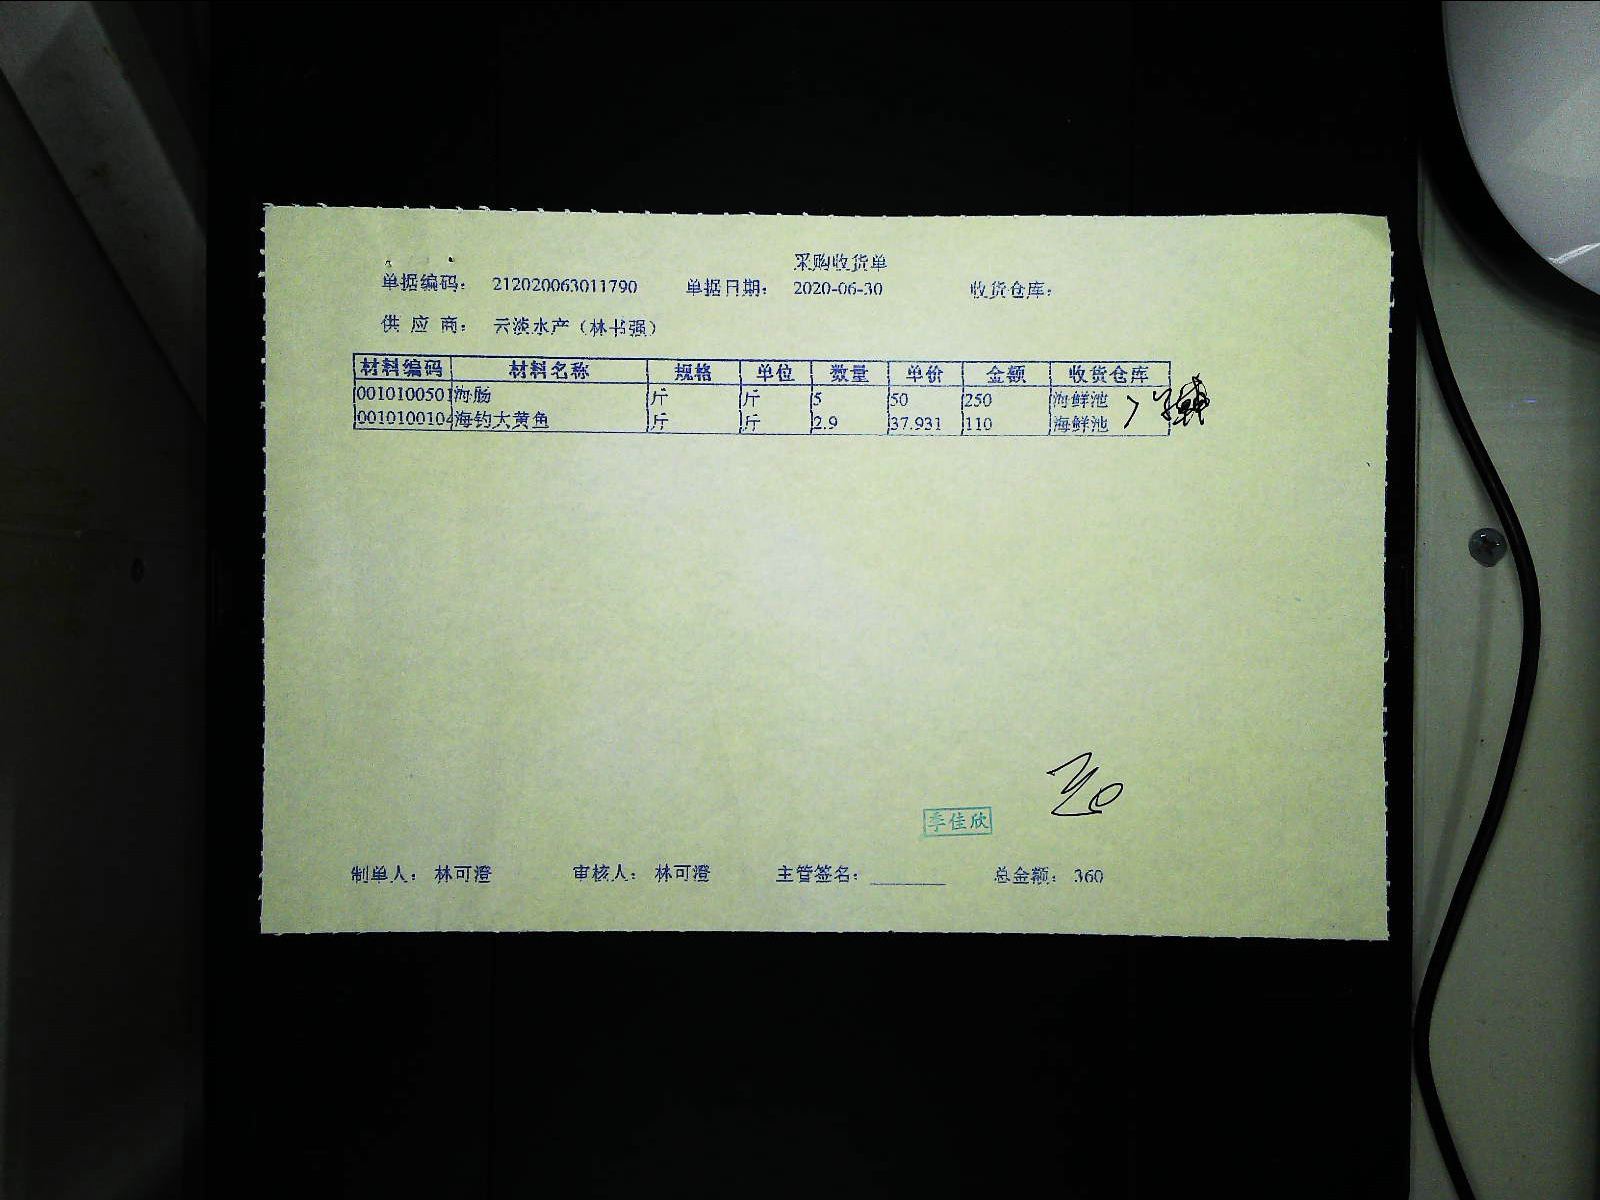 采购收货单
单据编码： 212020063011790 单据日期： 2020-06-30 收货仓库：
供 应 商： 云淡水产（林书强）
材料编码 材料名称 规格 单位 数量 单价 金额 收货仓库
0010100501 海肠 斤 斤 5 50 250 海鲜池
0010100104 海钓大黄鱼 斤 斤 2.9 37.931 110 海鲜池
季佳欣
制单人： 林可澄 审核人： 林可澄 主管签名： 总金额： 360